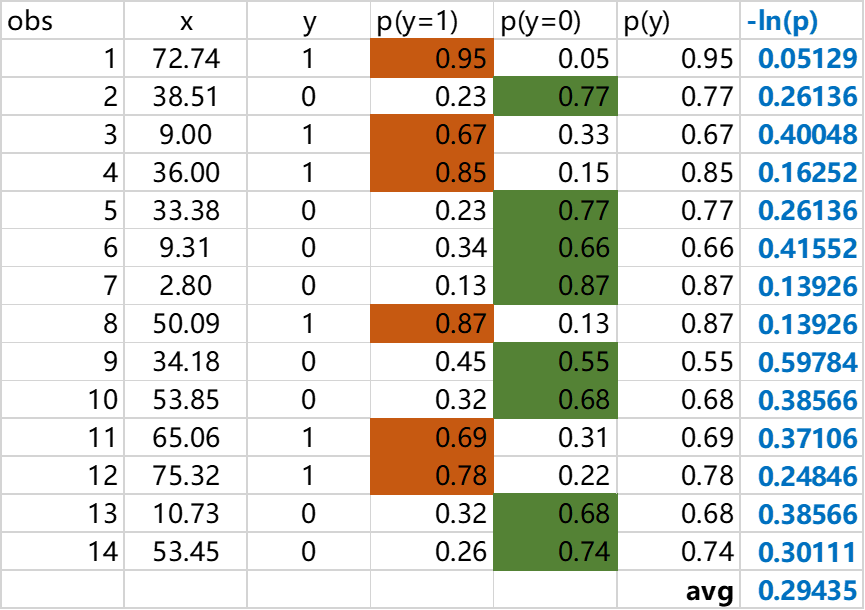 obs x y p(y=1) p(y=0) p(y) -ln(p)
1 72.74 1 0.95 0.05 0.95 0.05129
2 38.51 0 0.23 0.77 0.77 0.26136
3 9.00 1 0.67 0.33 0.67 0.40048
4 36.00 1 0.85 0.15 0.85 0.16252
5 33.38 0 0.23 0.77 0.77 0.26136
6 9.31 0 0.34 0.66 0.66 0.41552
7 2.80 0 0.13 0.87 0.87 0.13926
8 50.09 1 0.87 0.13 0.87 0.13926
9 34.18 0 0.45 0.55 0.55 0.59784
10 53.85 0 0.32 0.68 0.68 0.38566
11 65.06 1 0.69 0.31 0.69 0.37106
12 75.32 1 0.78 0.22 0.78 0.24846
13 10.73 0 0.32 0.68 0.68 0.38566
14 53.45 0 0.26 0.74 0.74 0.30111
avg 0.29435